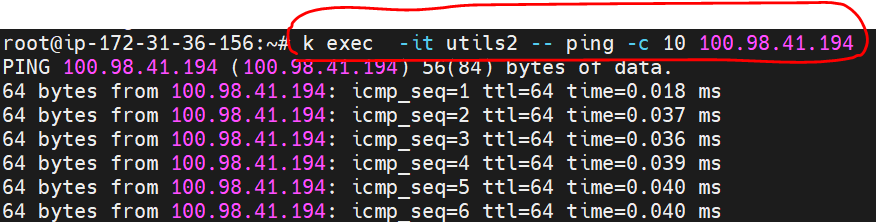 root@ip-172-31-36-156:~# k exec  -it utils2 -- ping -c 10 100.98.41.194
PING 100.98.41.194 (100.98.41.194) 56(84) bytes of data.
64 bytes from 100.98.41.194: icmp_seq=1 ttl=64 time=0.018 ms
64 bytes from 100.98.41.194: icmp_seq=2 ttl=64 time=0.037 ms
64 bytes from 100.98.41.194: icmp_seq=3 ttl=64 time=0.036 ms
64 bytes from 100.98.41.194: icmp_seq=4 ttl=64 time=0.039 ms
64 bytes from 100.98.41.194: icmp_seq=5 ttl=64 time=0.040 ms
64 bytes from 100.98.41.194: icmp_seq=6 ttl=64 time=0.040 ms